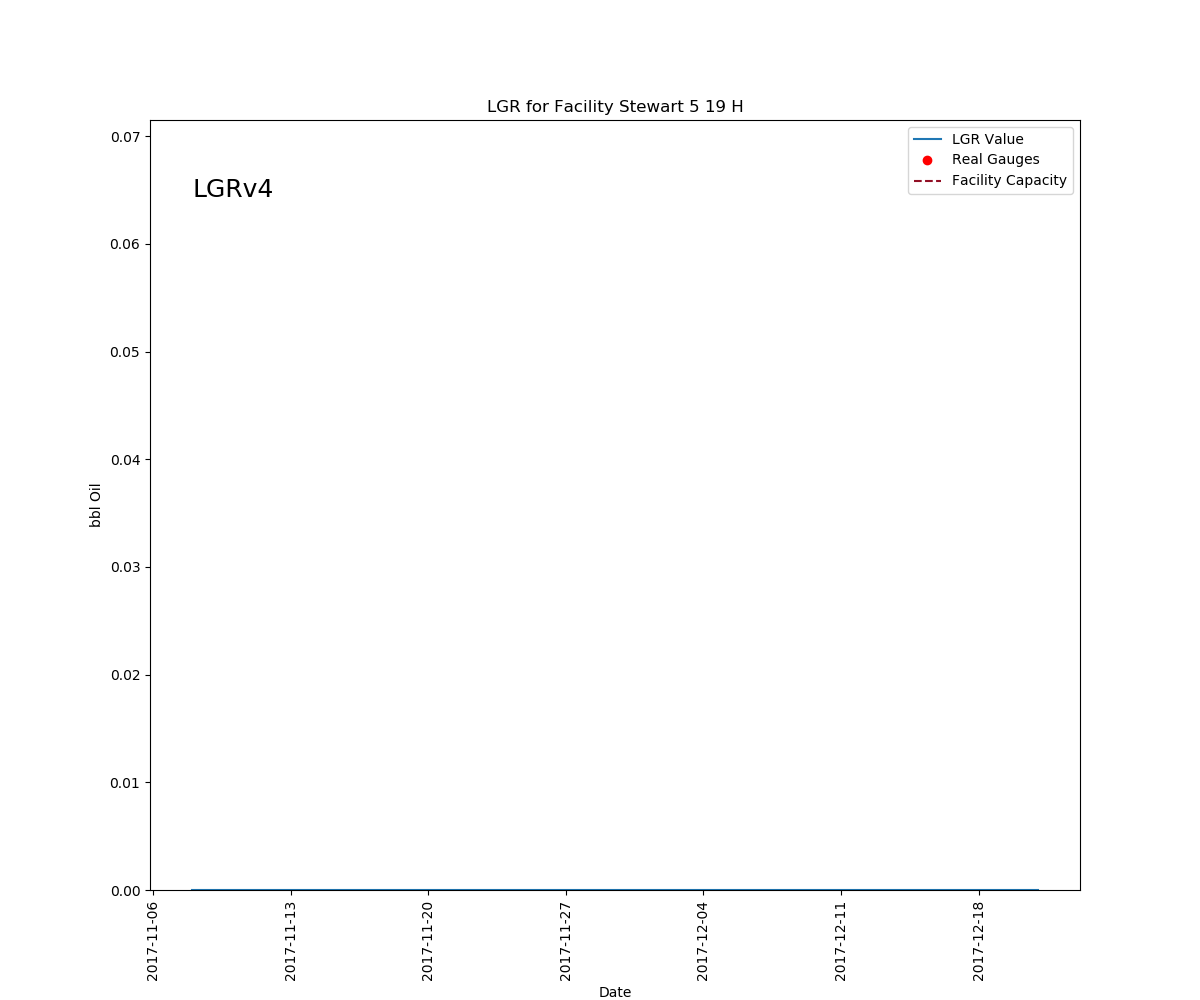 LGR for Facility Stewart 5 19 H
LGRv4
LGR Value
Real Gauges
Facility Capacity
0.07
0.06
0.05
0.04
0.03
0.02
0.01
0.00
bbl Oil
2017-11-06
2017-11-13
2017-11-20
2017-11-27
2017-12-04
2017-12-11
2017-12-18
Date